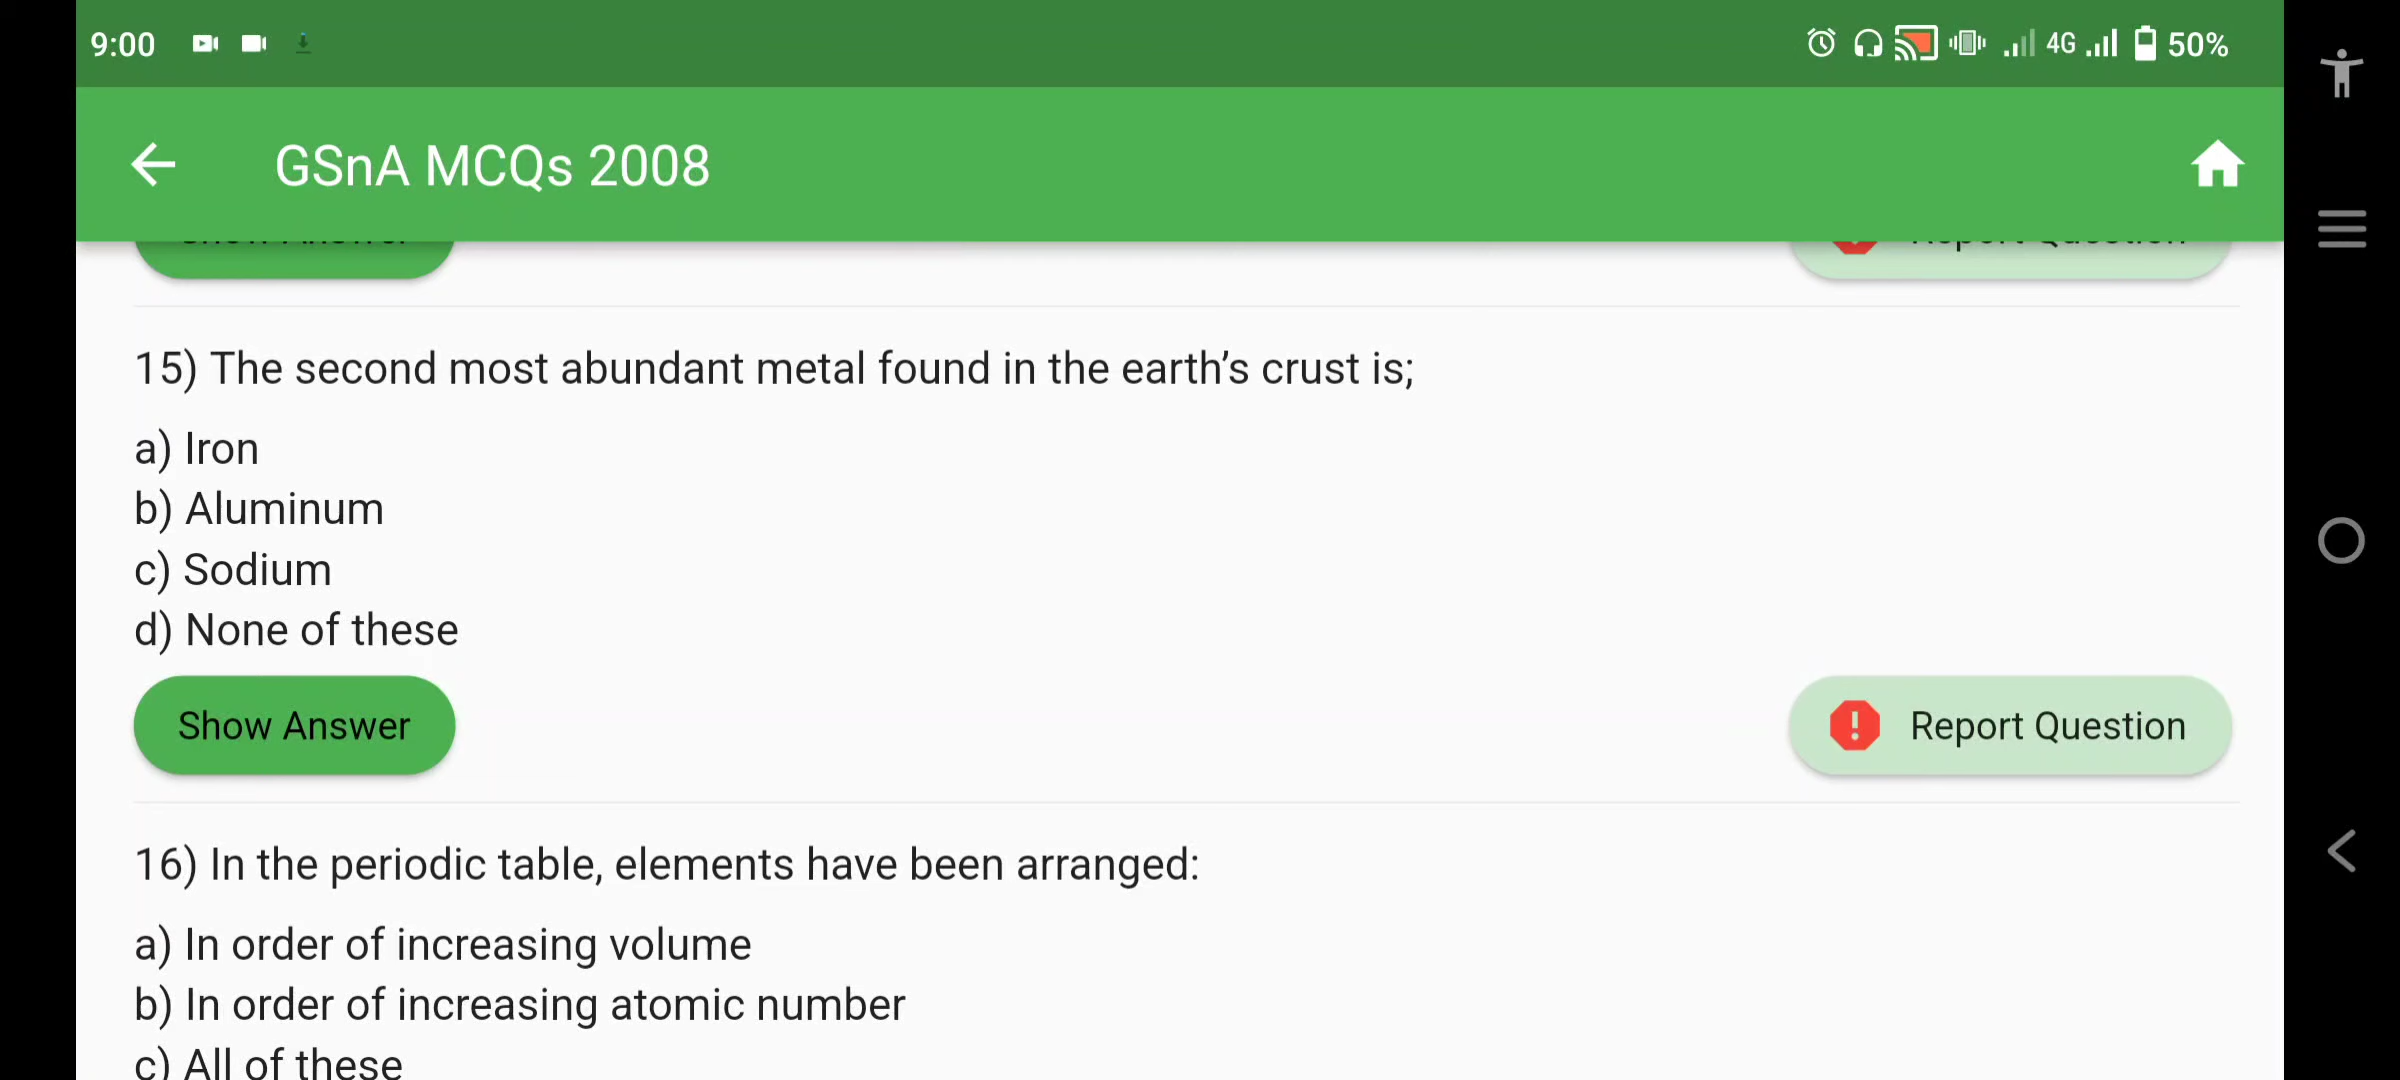 9:00
4G
50%
GSnA MCQs 2008
15) The second most abundant metal found in the earth’s crust is;
a) Iron
b) Aluminum
c) Sodium
d) None of these
Show Answer
Report Question
16) In the periodic table, elements have been arranged:
a) In order of increasing volume
b) In order of increasing atomic number
c) All of these